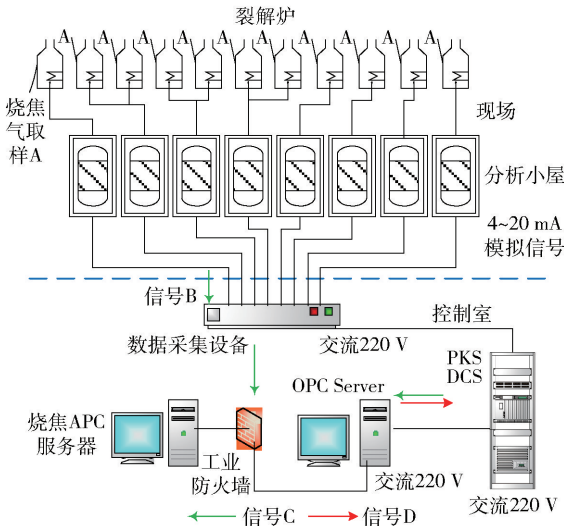 裂解炉
A A A A A A A A A
烧焦
气取
样A
现场
分析小屋
4~20 mA
模拟信号
信号B
控制室
数据采集设备
交流220 V
PKS
DCS
OPC Server
烧焦APC
服务器
工业
防火墙
交流220 V
交流220 V
信号C
信号D